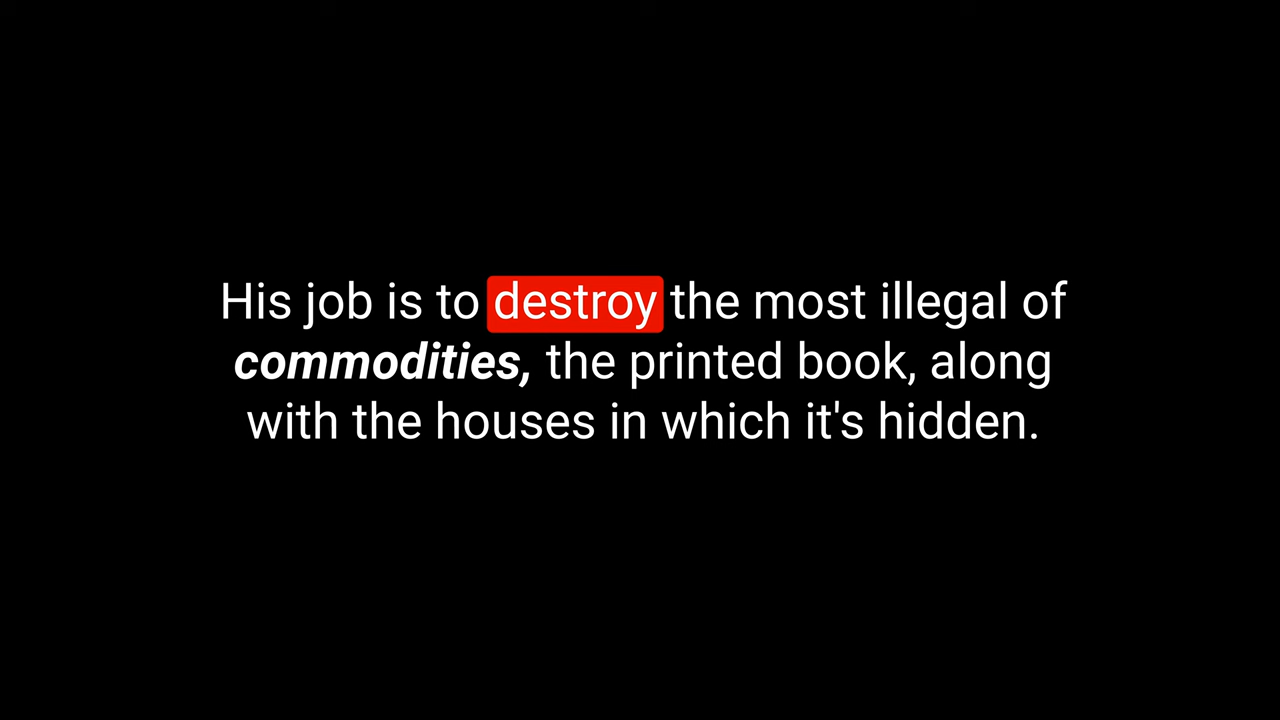 His job is to destroy the most illegal of
commodities, the printed book, along
with the houses in which it's hidden.